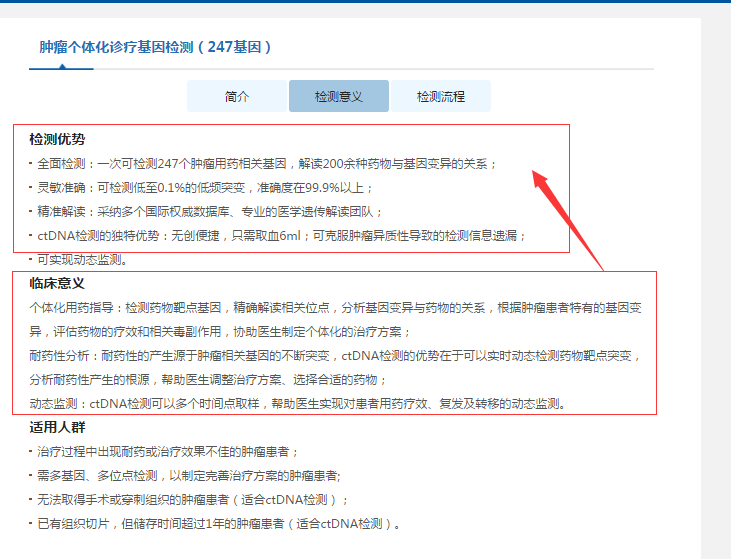 肿瘤个体化诊疗基因检测（247基因）
简介 检测意义 检测流程
检测优势
· 全面检测：一次可检测247个肿瘤用药相关基因，解读200余种药物与基因变异的关系；
· 灵敏准确：可检测低至0.1%的低频突变，准确度在99.9%以上；
· 精准解读：采纳多个国际权威数据库、专业的医学遗传解读团队；
· ctDNA检测的独特优势：无创便捷，只需取血6ml；可克服肿瘤异质性导致的检测信息遗漏；
· 可实现动态监测。
临床意义
个体化用药指导：检测药物靶点基因，精确解读相关位点，分析基因变异与药物的关系，根据肿瘤患者特有的基因变
异，评估药物的疗效和相关毒副作用，协助医生制定个体化的治疗方案；
耐药性分析：耐药性的产生源于肿瘤相关基因的不断突变，ctDNA检测的优势在于可以实时动态检测药物靶点突变，
分析耐药性产生的根源，帮助医生调整治疗方案、选择合适的药物；
动态监测：ctDNA检测可以多个时间点取样，帮助医生实现对患者用药疗效、复发及转移的动态监测。
适用人群
· 治疗过程中出现耐药或治疗效果不佳的肿瘤患者；
· 需多基因、多位点检测，以制定完善治疗方案的肿瘤患者;
· 无法取得手术或穿刺组织的肿瘤患者（适合ctDNA检测）；
· 已有组织切片，但储存时间超过1年的肿瘤患者（适合ctDNA检测）。